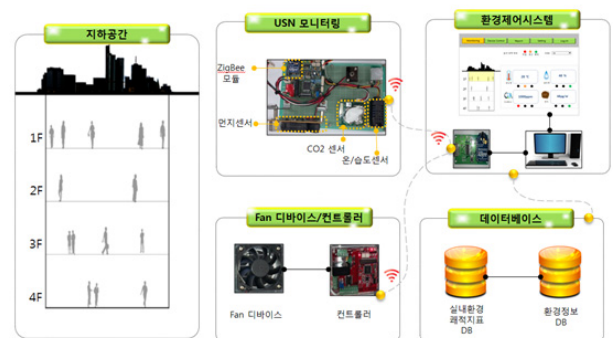 지하공간
1F
2F
3F
4F
USN 모니터링
ZigBee
모듈
먼지센서
CO2 센서
온/습도센서
환경제어시스템
Fan 디바이스/컨트롤러
Fan 디바이스
컨트롤러
데이터베이스
실내환경
쾌적지표
DB
환경정보
DB